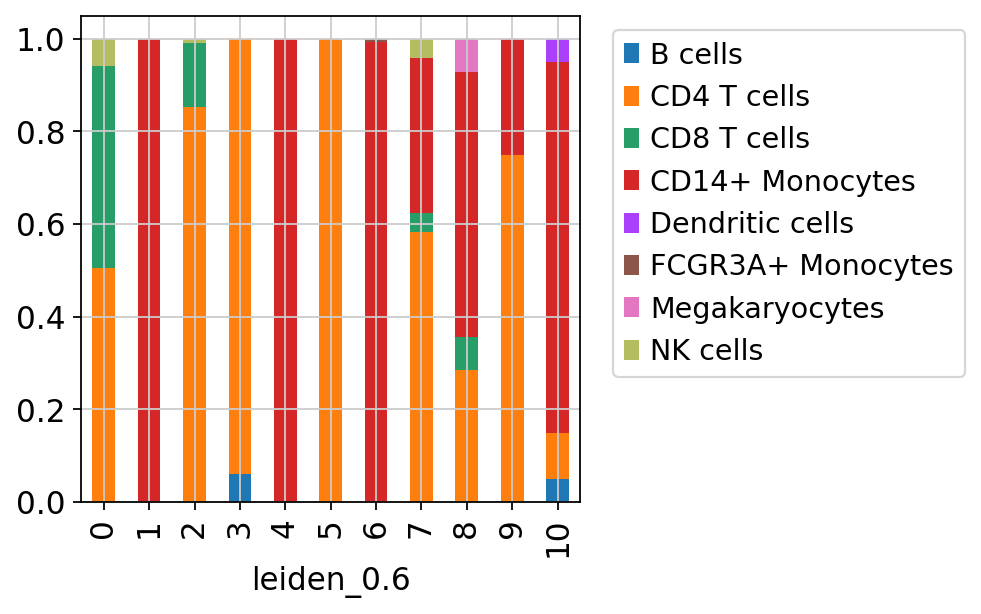 1.0
0.8
0.6
0.4
0.2
0.0
0 1 2 3 4 5 6 7 8 9 10
leiden_0.6
B cells
CD4 T cells
CD8 T cells
CD14+ Monocytes
Dendritic cells
FCGR3A+ Monocytes
Megakaryocytes
NK cells